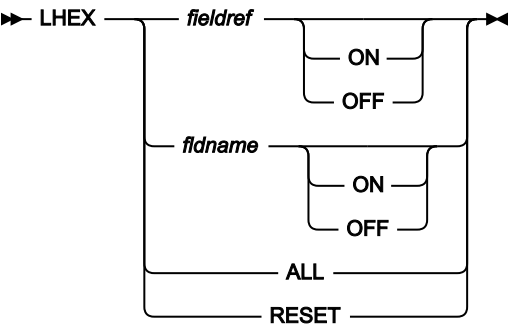 LHEX fieldref
ON
OFF
fldname
ON
OFF
ALL
RESET